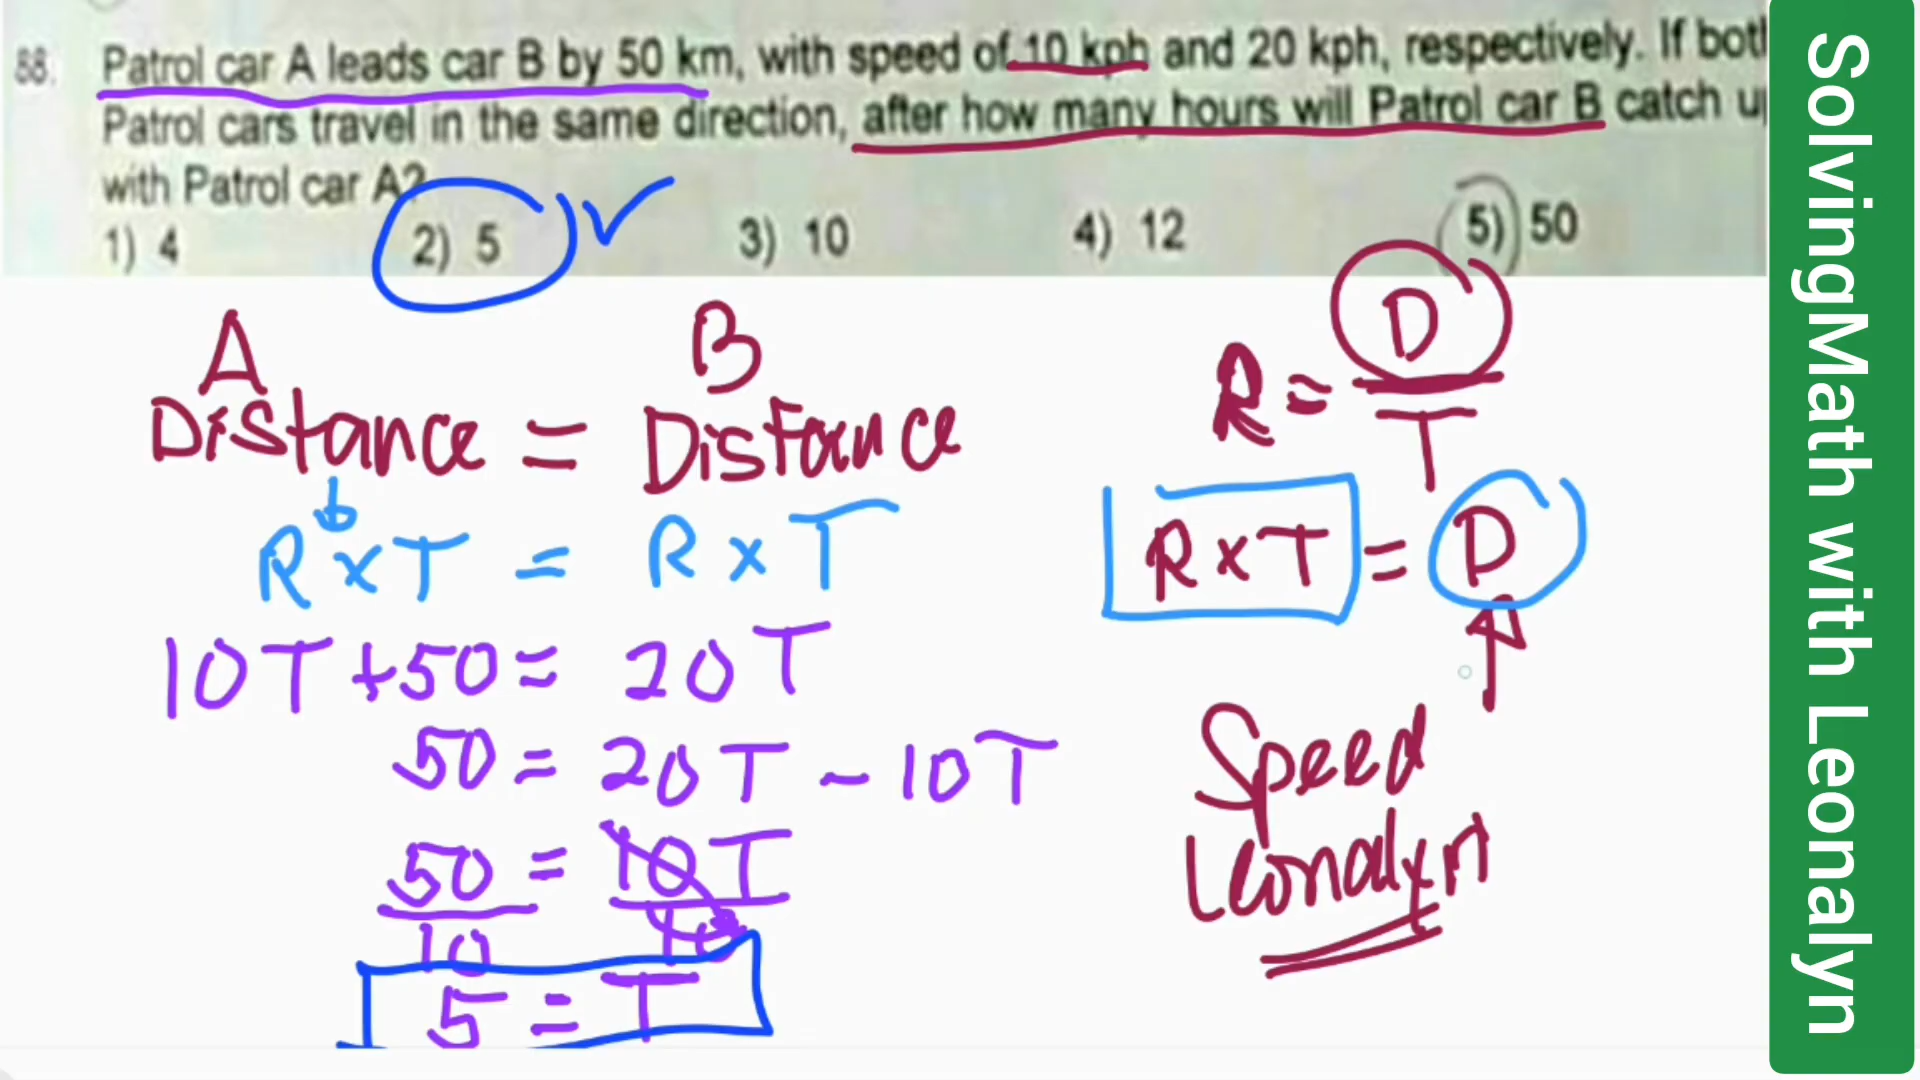 88. Patrol car A leads car B by 50 km, with speed of 10 kph and 20 kph, respectively. If both
Patrol cars travel in the same direction, after how many hours will Patrol car B catch up
with Patrol car A?
1) 4 2) 5 3) 10 4) 12 5) 50
A B
Distance = Distance
R x T = R x T
10T + 50 = 20T
50 = 20T - 10T
50 = 10T
10 10
5 = T
R = D
T
R x T = D
Speed
Leonalyn
SolvingMath with Leonalyn